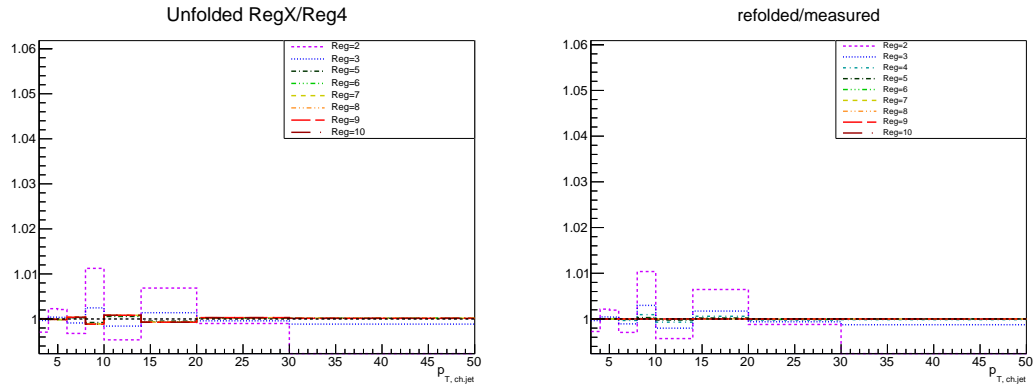 Unfolded RegX/Reg4
1.06
1.05
1.04
1.03
1.02
1.01
1
5 10 15 20 25 30 35 40 45 50
p T, ch.jet
Reg=2
Reg=3
Reg=5
Reg=6
Reg=7
Reg=8
Reg=9
Reg=10
refolded/measured
1.06
1.05
1.04
1.03
1.02
1.01
1
5 10 15 20 25 30 35 40 45 50
p T, ch.jet
Reg=2
Reg=3
Reg=4
Reg=5
Reg=6
Reg=7
Reg=8
Reg=9
Reg=10